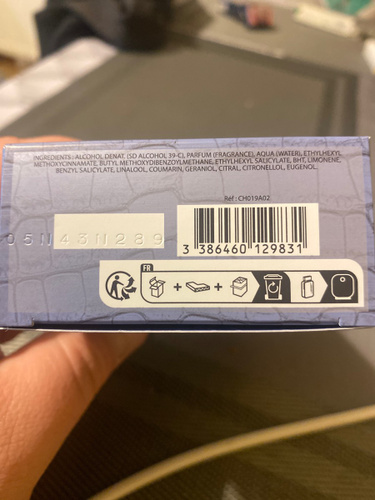 INGREDIENTS : ALCOHOL DENAT. (SD ALCOHOL 39-C), PARFUM (FRAGRANCE), AQUA (WATER), ETHYLHEXYL
METHOXYCINNAMATE, BUTYL METHOXYDIBENZOYLMETHANE, ETHYLHEXYL SALICYLATE, BHT, LIMONENE,
BENZYL SALICYLATE, LINALOOL, COUMARIN, GERANIOL, CITRAL, CITRONELLOL, EUGENOL.
Réf : CH019A02
05N43N289
3 386460 129831
FR
+ +